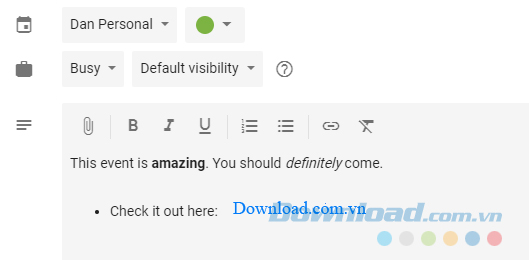 Dan Personal
Busy Default visibility ?
B I U
This event is amazing. You should definitely come.
• Check it out here: Download.com.vn
Download.com.vn